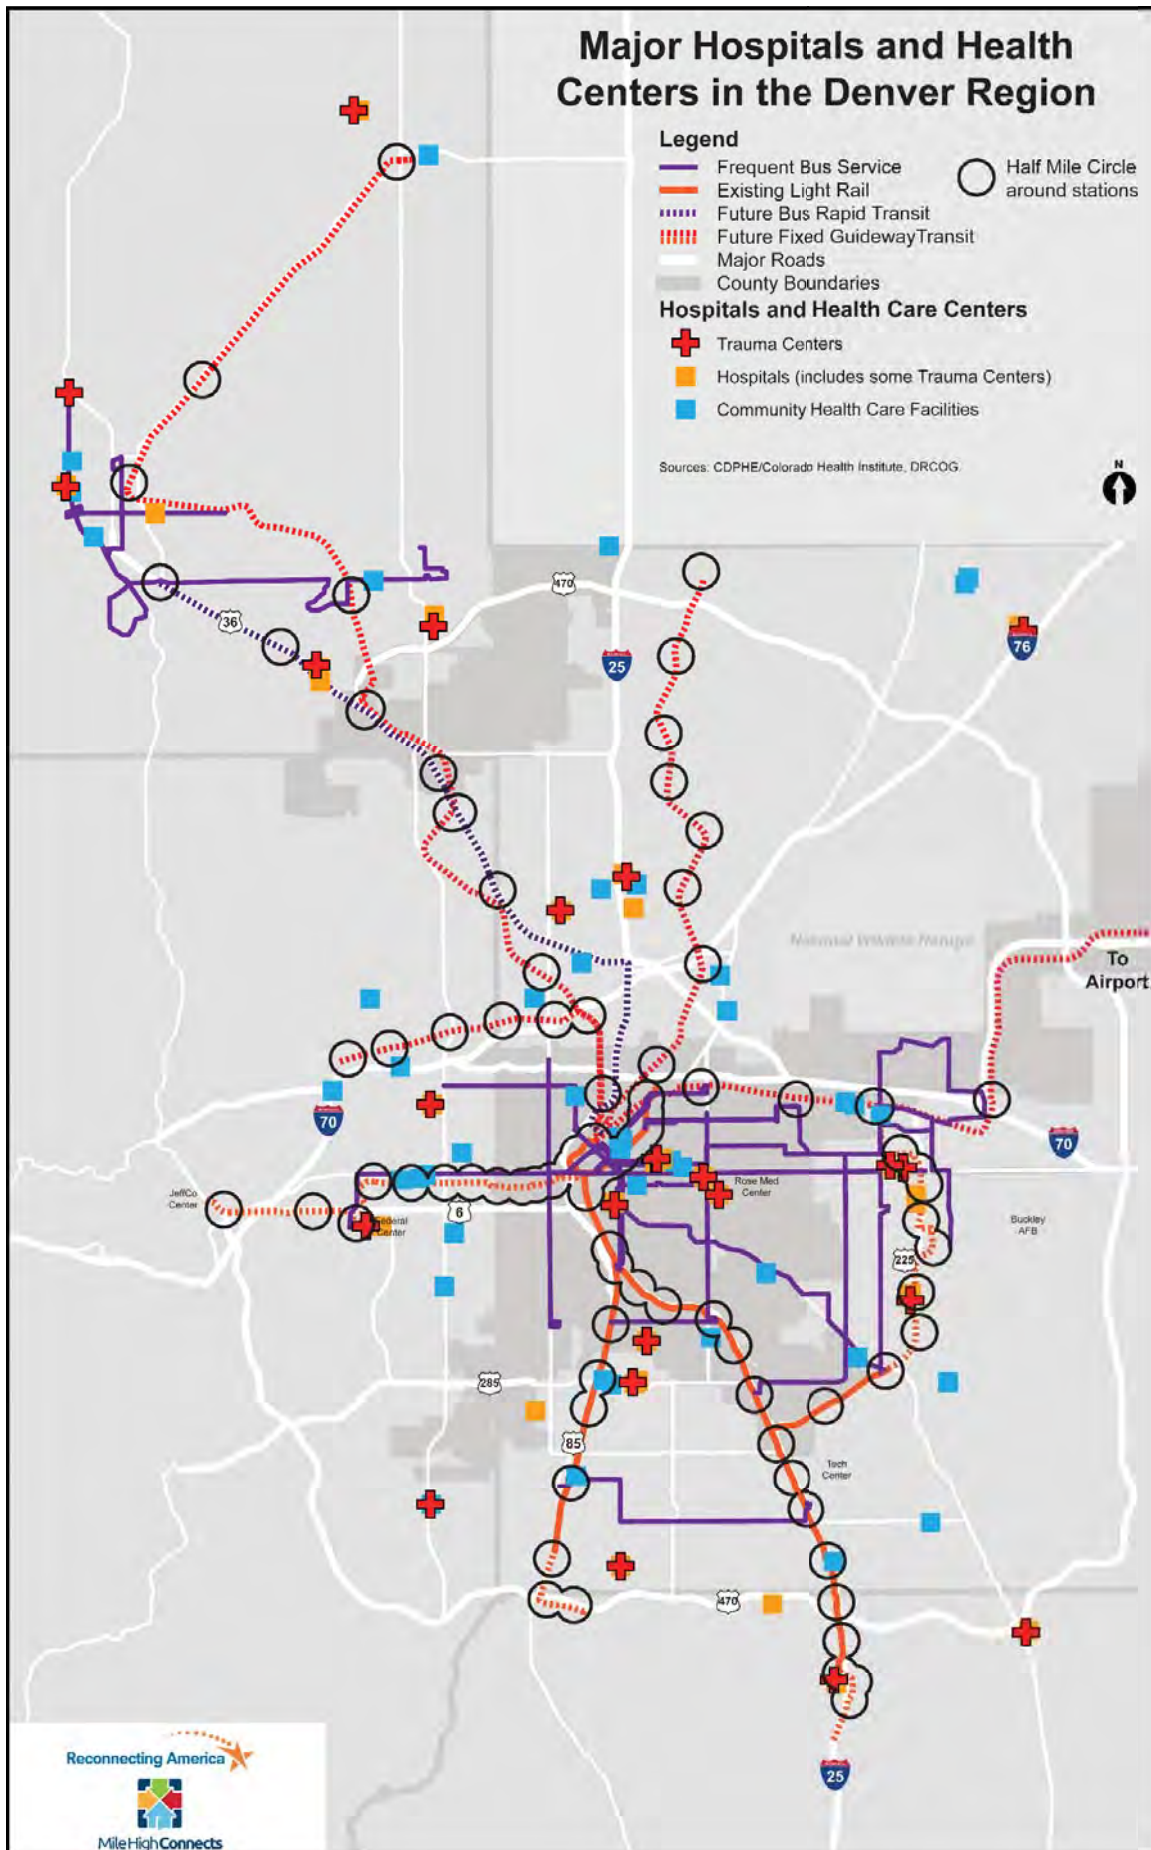 Major Hospitals and Health
Centers in the Denver Region
Legend
Frequent Bus Service
Existing Light Rail
Future Bus Rapid Transit
Future Fixed GuidewayTransit
Major Roads
County Boundaries
Half Mile Circle
around stations
Hospitals and Health Care Centers
Trauma Centers
Hospitals (includes some Trauma Centers)
Community Health Care Facilities
Sources: CDPHE/Colorado Health Institute, DRCOG
N
470
36
25
76
National Wildlife Refuge
To
Airport
70
70
JeffCo
Center
Federal
Center
6
Rose Med
Center
Buckley
AFB
225
285
85
Tech
Center
470
25
Reconnecting America
MileHighConnects